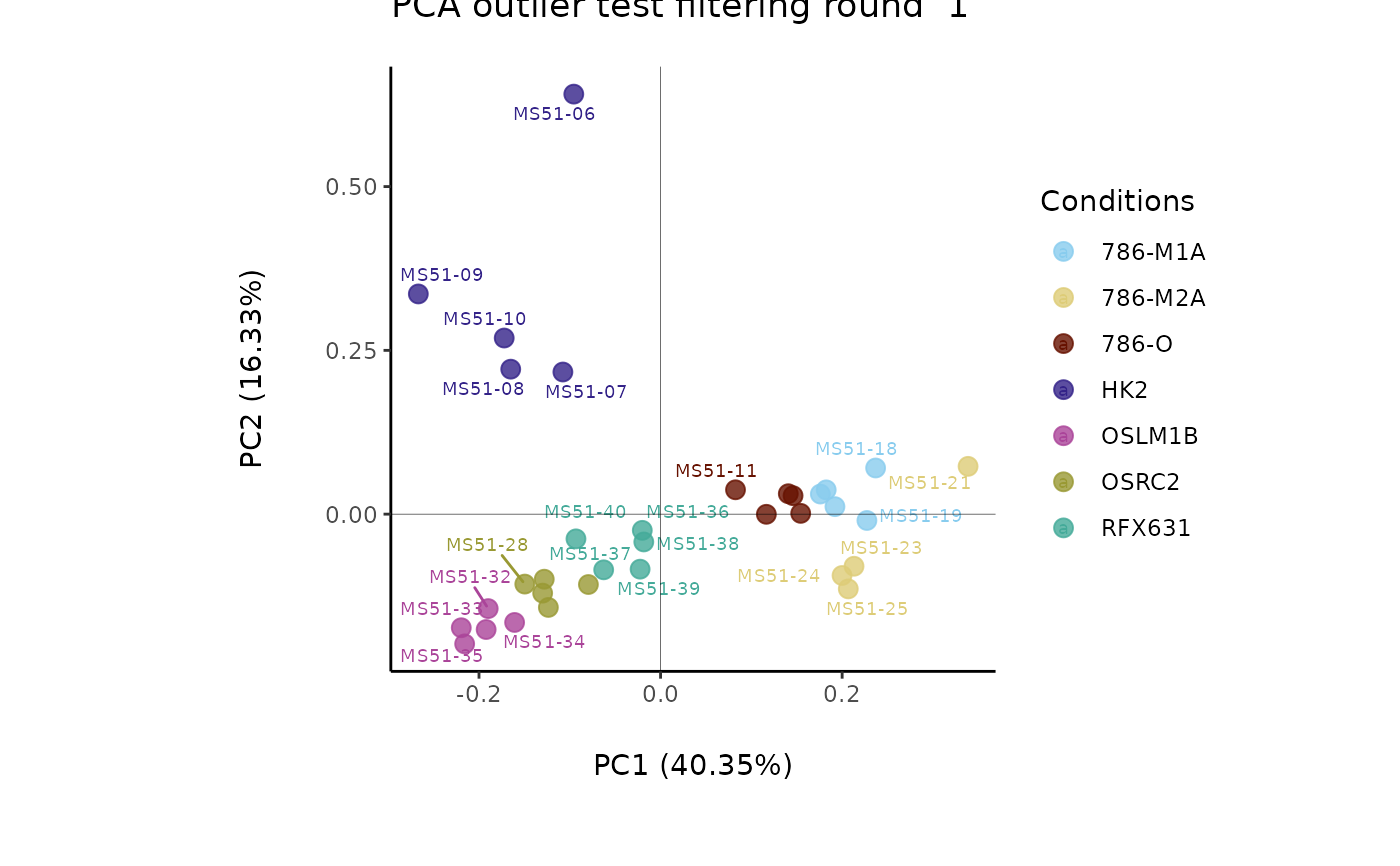 PCA outlier test filtering round 1
MS51-06
0.50
MS51-09
MS51-10
0.25
MS51-08
MS51-07
MS51-18
MS51-11
MS51-21
MS51-40
MS51-36
0.00
MS51-19
MS51-28
MS51-37
MS51-38
MS51-23
MS51-32
MS51-24
MS51-39
MS51-33
MS51-25
MS51-34
MS51-35
-0.2
0.0
0.2
PC1 (40.35%)
PC2 (16.33%)
Conditions
a 786-M1A
a 786-M2A
a 786-O
a HK2
a OSLM1B
a OSRC2
a RFX631